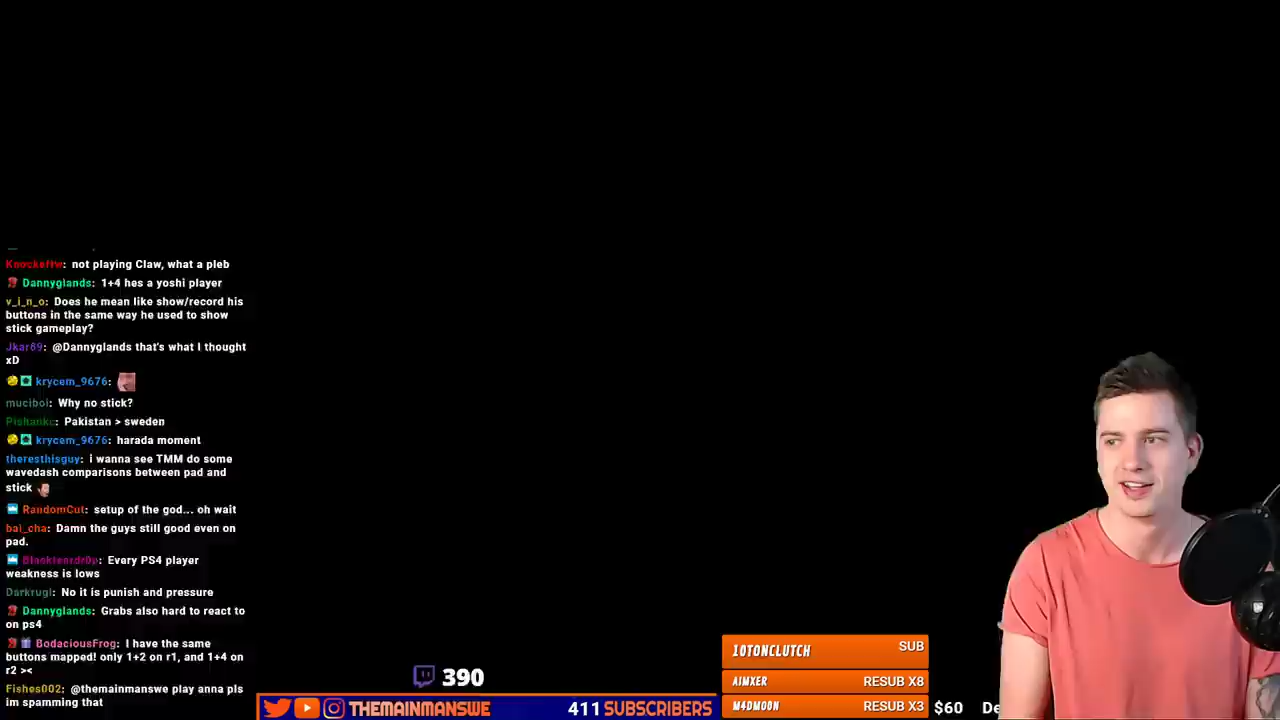 Knockeftw: not playing Claw, what a pleb
Dannyglands: 1+4 hes a yoshi player
v_i_n_o: Does he mean like show/record his
buttons in the same way he used to show
stick gameplay?
Jkar89: @Dannyglands that's what I thought
xD
krycem_9676:
muciboi: Why no stick?
Pakistan > sweden
krycem_9676: harada moment
theresthisguy: i wanna see TMM do some
wavedash comparisons between pad and
stick
RandomCut: setup of the god... oh wait
bai_cha: Damn the guys still good even on
pad.
Every PS4 player
weakness is lows
Darkrugi: No it is punish and pressure
Dannyglands: Grabs also hard to react to
on ps4
BodaciousFrog: I have the same
buttons mapped! only 1+2 on r1, and 1+4 on
r2 ><
Fishes002: @themainmanswe play anna pls
im spamming that
390
THEMAINMANSWE 411 SUBSCRIBERS
10TONCLUTCH SUB
AIMXER RESUB X8
M4DMOON RESUB X3
$60 De